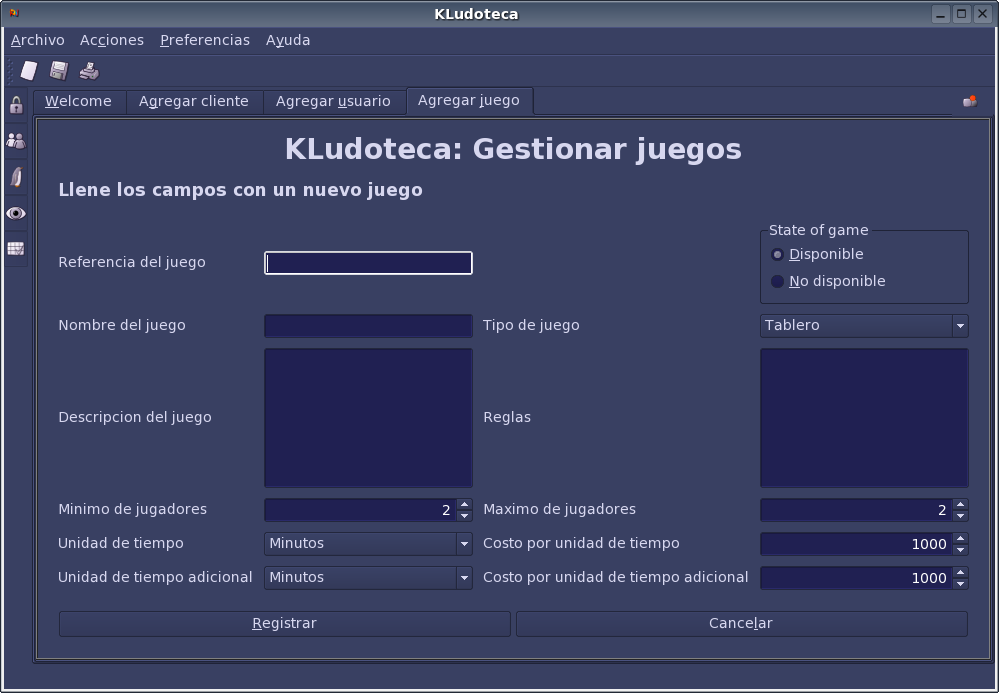 KLudoteca
Archivo Acciones Preferencias Ayuda
Welcome Agregar cliente Agregar usuario Agregar juego
KLudoteca: Gestionar juegos
Llene los campos con un nuevo juego
State of game
Referencia del juego Disponible
No disponible
Nombre del juego Tipo de juego Tablero
Descripcion del juego Reglas
Minimo de jugadores 2 Maximo de jugadores 2
Unidad de tiempo Minutos Costo por unidad de tiempo 1000
Unidad de tiempo adicional Minutos Costo por unidad de tiempo adicional 1000
Registrar Cancelar